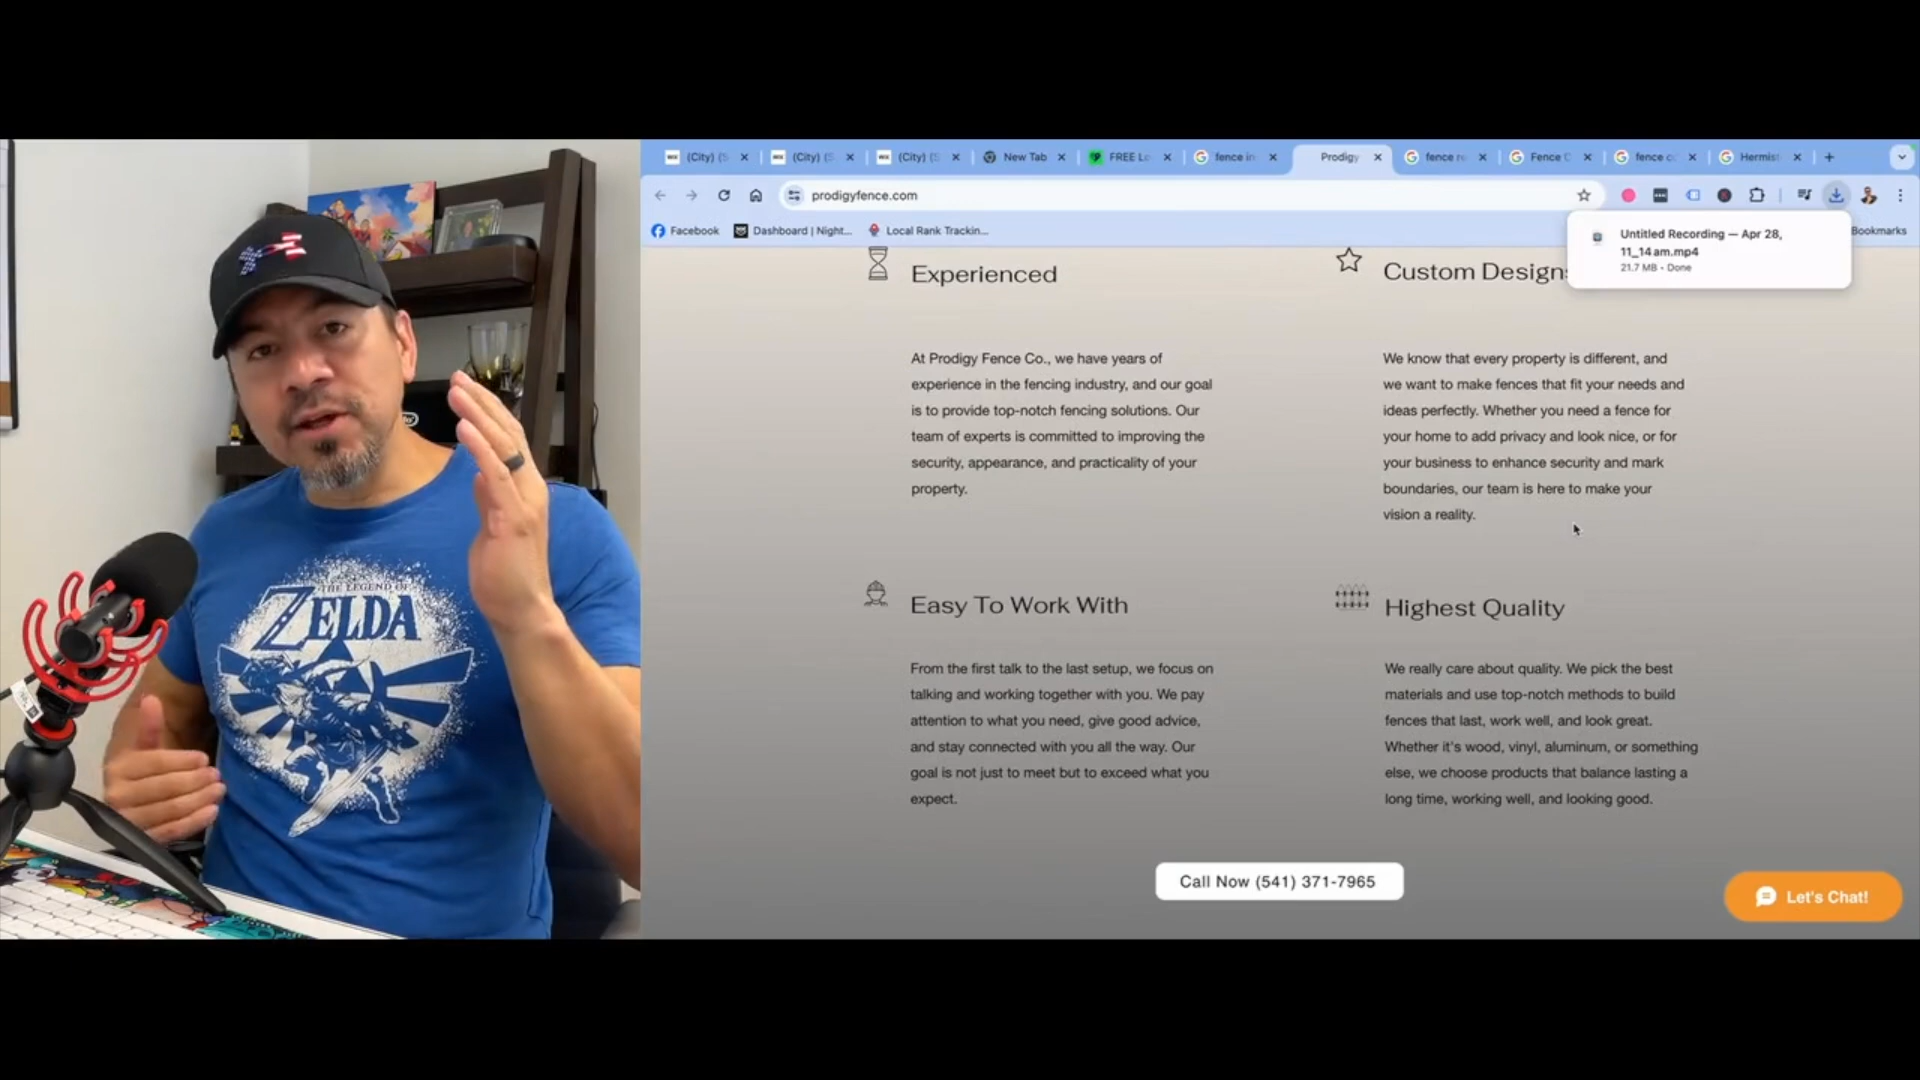 (City) (S
(City) (S
(City) (S
New Tab
FREE Lo
fence in
Prodigy
fence re
Fence C
fence co
Hermist
prodigyfence.com
Facebook
Dashboard | Night...
Local Rank Trackin...
Bookmarks
Untitled Recording — Apr 28,
11_14 am.mp4
21.7 MB • Done
Experienced
At Prodigy Fence Co., we have years of
experience in the fencing industry, and our goal
is to provide top-notch fencing solutions. Our
team of experts is committed to improving the
security, appearance, and practicality of your
property.
Custom Designs
We know that every property is different, and
we want to make fences that fit your needs and
ideas perfectly. Whether you need a fence for
your home to add privacy and look nice, or for
your business to enhance security and mark
boundaries, our team is here to make your
vision a reality.
Easy To Work With
From the first talk to the last setup, we focus on
talking and working together with you. We pay
attention to what you need, give good advice,
and stay connected with you all the way. Our
goal is not just to meet but to exceed what you
expect.
Highest Quality
We really care about quality. We pick the best
materials and use top-notch methods to build
fences that last, work well, and look great.
Whether it's wood, vinyl, aluminum, or something
else, we choose products that balance lasting a
long time, working well, and looking good.
Call Now (541) 371-7965
Let's Chat!
THE LEGEND OF
ZELDA